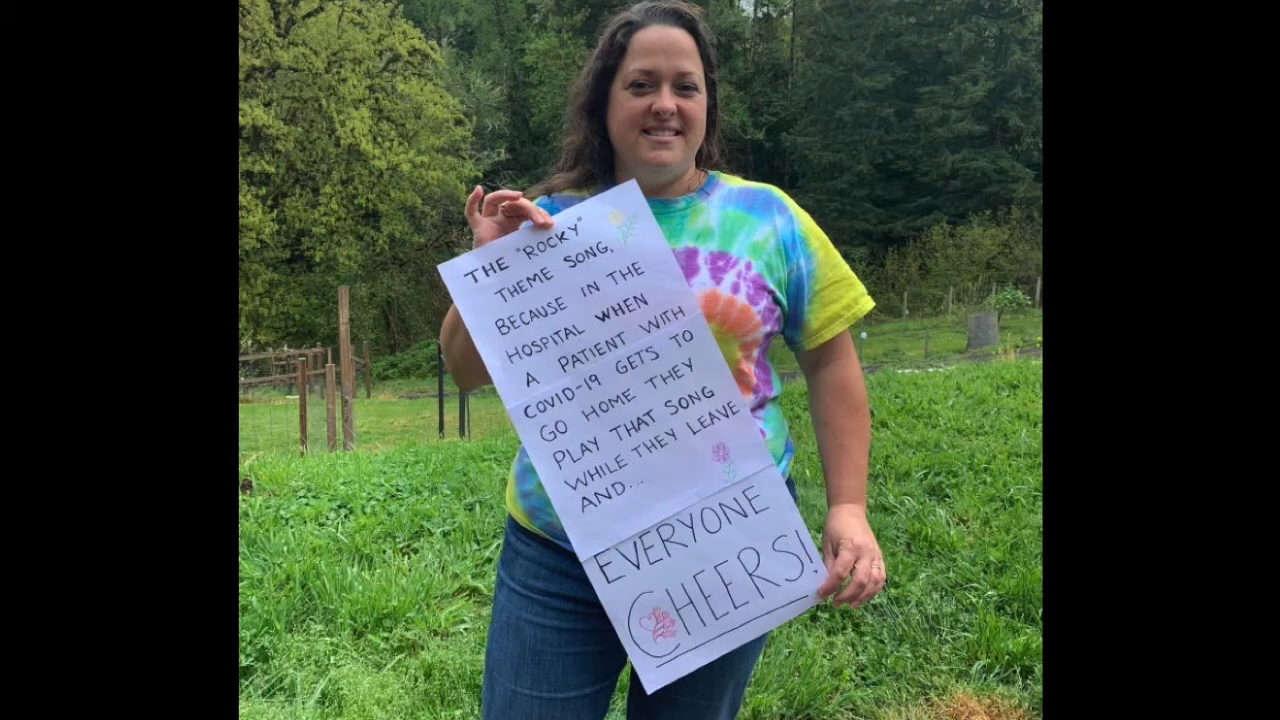 THE "ROCKY"
THEME SONG,
BECAUSE IN THE
HOSPITAL WHEN
A PATIENT WITH
COVID-19 GETS TO
GO HOME THEY
PLAY THAT SONG
WHILE THEY LEAVE
AND...
EVERYONE
CHEERS!